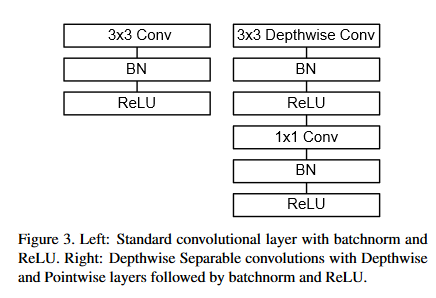 3x3 Conv
BN
ReLU
3x3 Depthwise Conv
BN
ReLU
1x1 Conv
BN
ReLU
Figure 3. Left: Standard convolutional layer with batchnorm and
ReLU. Right: Depthwise Separable convolutions with Depthwise
and Pointwise layers followed by batchnorm and ReLU.